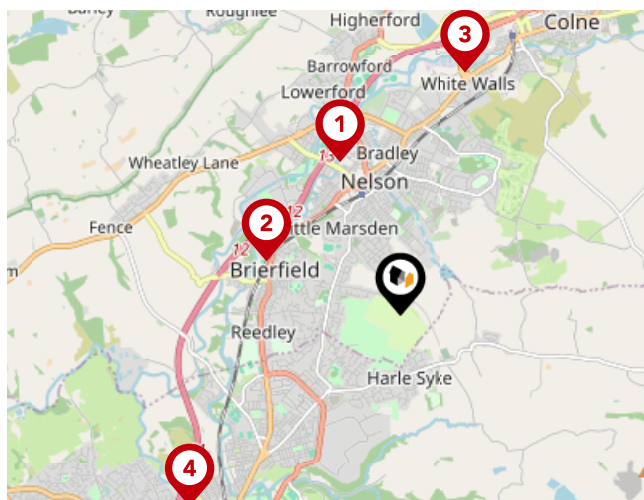 Roughlee
Higherford
Colne
3
Barrowford
White Walls
Lowerford
1
13
Bradley
Wheatley Lane
Nelson
12
2
Fence
ttle Marsden
12
Brierfield
Reedley
Harle Syke
4